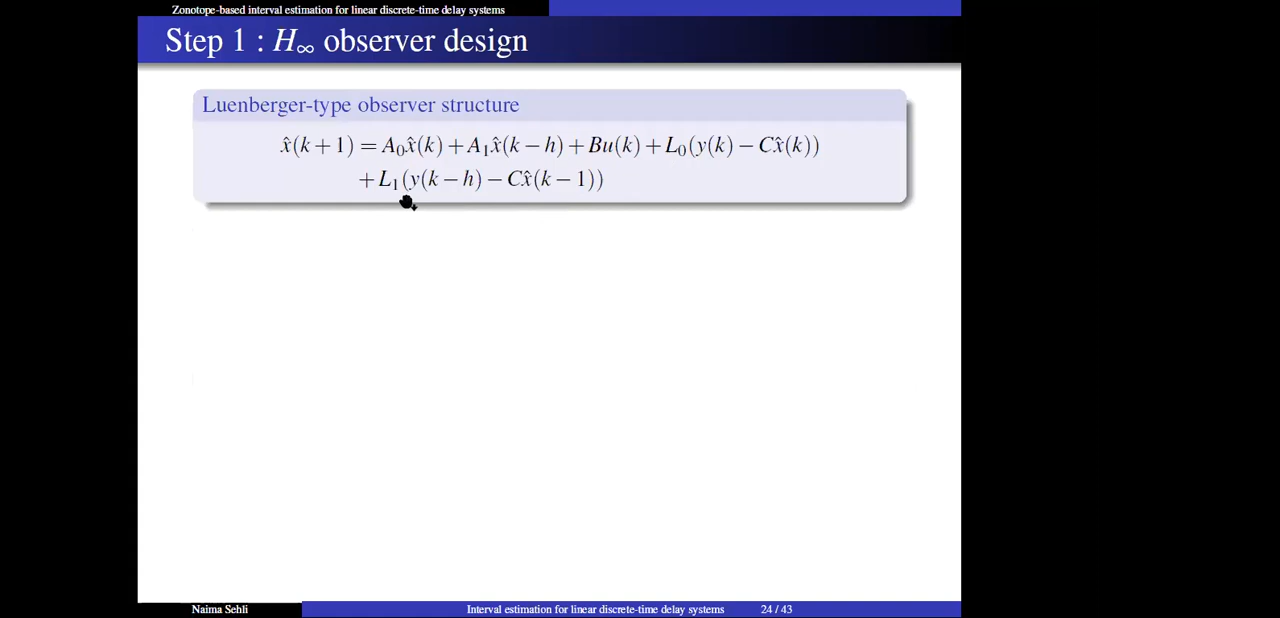 Zonotope-based interval estimation for linear discrete-time delay systems
Step 1 : H∞ observer design
Luenberger-type observer structure
x̂(k + 1) = A₀x̂(k) + A₁x̂(k − h) + Bu(k) + L₀(y(k) − Cx̂(k))
+ L₁(y(k − h) − Cx̂(k − 1))
Naima Sehli Interval estimation for linear discrete-time delay systems 24 / 43